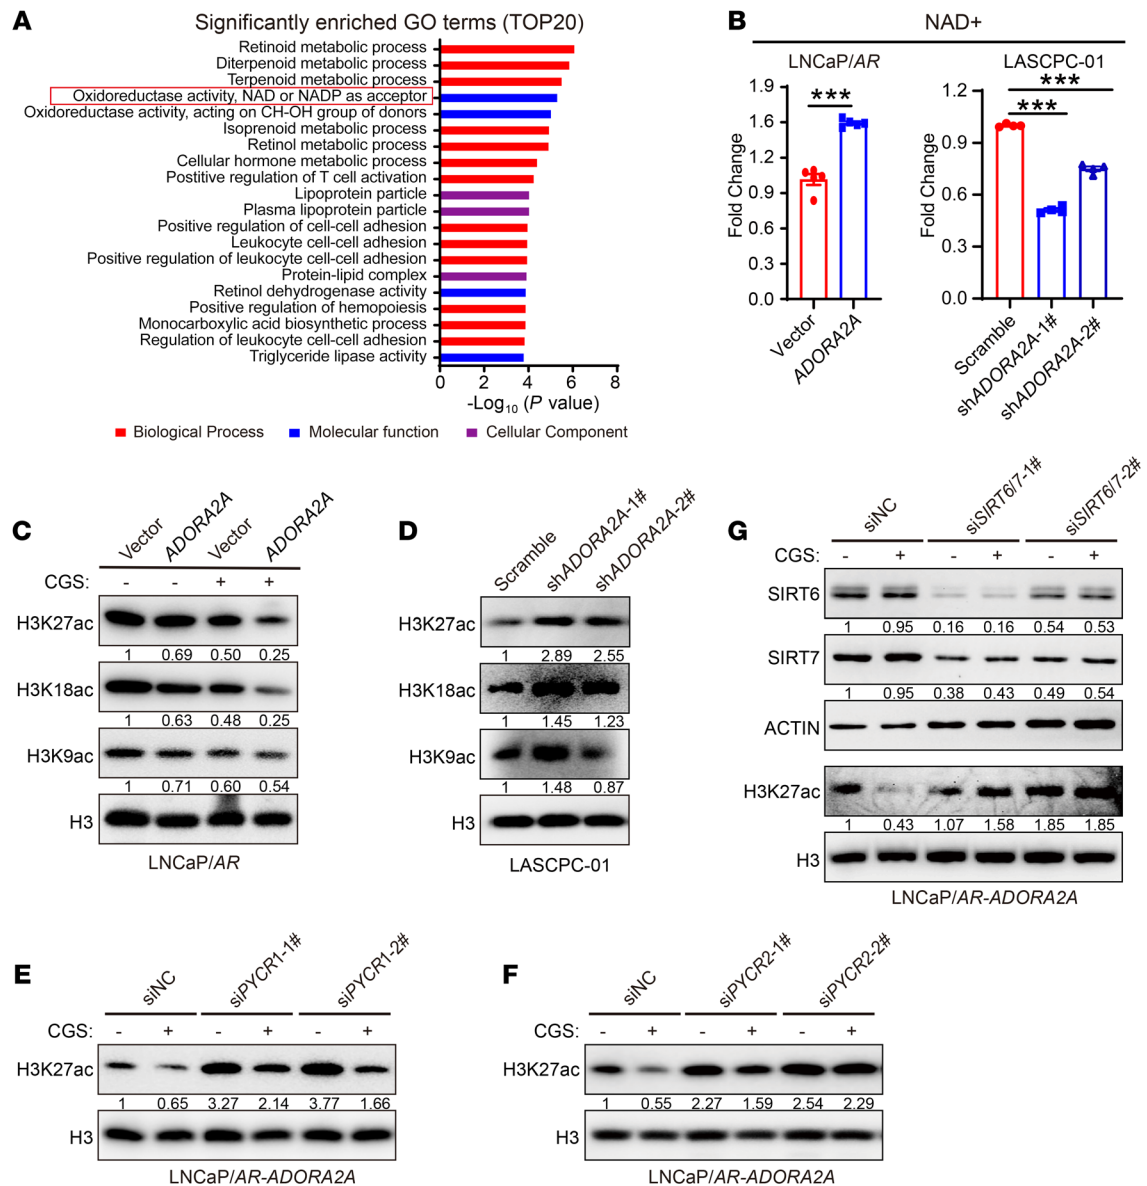 A
Significantly enriched GO terms (TOP20)
Retinoid metabolic process
Diterpenoid metabolic process
Terpenoid metabolic process
Oxidoreductase activity, NAD or NADP as acceptor
Oxidoreductase activity, acting on CH-OH group of donors
Isoprenoid metabolic process
Retinol metabolic process
Cellular hormone metabolic process
Postitive regulation of T cell activation
Lipoprotein particle
Plasma lipoprotein particle
Positive regulation of cell-cell adhesion
Leukocyte cell-cell adhesion
Positive regulation of leukocyte cell-cell adhesion
Protein-lipid complex
Retinol dehydrogenase activity
Positive regulation of hemopoiesis
Monocarboxylic acid biosynthetic process
Regulation of leukocyte cell-cell adhesion
Triglyceride lipase activity
0 2 4 6 8
-Log10 (P value)
Biological Process Molecular function Cellular Component
B
NAD+
LNCaP/AR
Fold Change
1.9
1.6
1.2
0.9
0.6
0.3
0.0
***
Vector
ADORA2A
LASCPC-01
Fold Change
1.2
0.9
0.6
0.3
0.0
***
***
Scramble
shADORA2A-1#
shADORA2A-2#
C
Vector ADORA2A Vector ADORA2A
CGS: - - + +
H3K27ac
1 0.69 0.50 0.25
H3K18ac
1 0.63 0.48 0.25
H3K9ac
1 0.71 0.60 0.54
H3
LNCaP/AR
D
Scramble shADORA2A-1# shADORA2A-2#
H3K27ac
1 2.89 2.55
H3K18ac
1 1.45 1.23
H3K9ac
1 1.48 0.87
H3
LASCPC-01
G
siNC siSIRT6/7-1# siSIRT6/7-2#
CGS: - + - + - +
SIRT6
1 0.95 0.16 0.16 0.54 0.53
SIRT7
1 0.95 0.38 0.43 0.49 0.54
ACTIN
H3K27ac
1 0.43 1.07 1.58 1.85 1.85
H3
LNCaP/AR-ADORA2A
E
siNC siPYCR1-1# siPYCR1-2#
CGS: - + - + - +
H3K27ac
1 0.65 3.27 2.14 3.77 1.66
H3
LNCaP/AR-ADORA2A
F
siNC siPYCR2-1# siPYCR2-2#
CGS: - + - + - +
H3K27ac
1 0.55 2.27 1.59 2.54 2.29
H3
LNCaP/AR-ADORA2A